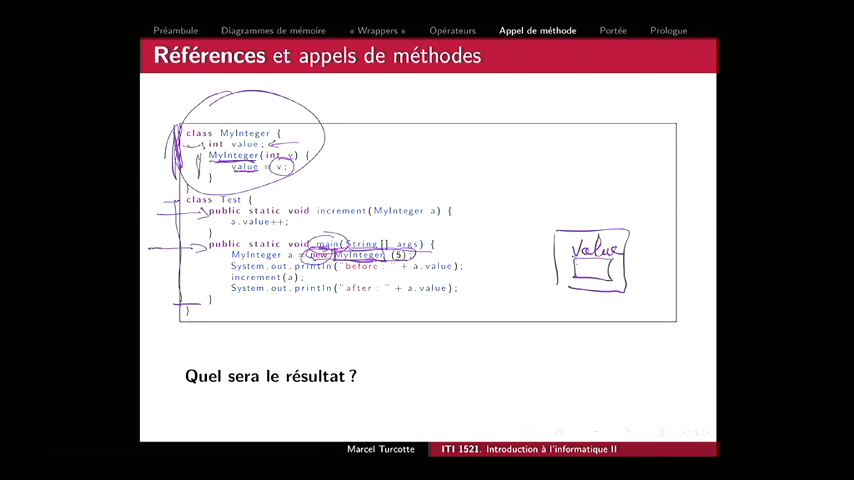 Préambule Diagrammes de mémoire « Wrappers » Opérateurs Appel de méthode Portée Prologue
Références et appels de méthodes
class MyInteger {
int value;
MyInteger(int v) {
value = v;
}
}
class Test {
public static void increment(MyInteger a) {
a.value++;
}
public static void main(String[] args) {
MyInteger a = new MyInteger (5);
System.out.println("before : " + a.value);
increment(a);
System.out.println("after : " + a.value);
}
}
value
Quel sera le résultat ?
Marcel Turcotte ITI 1521. Introduction à l'informatique II